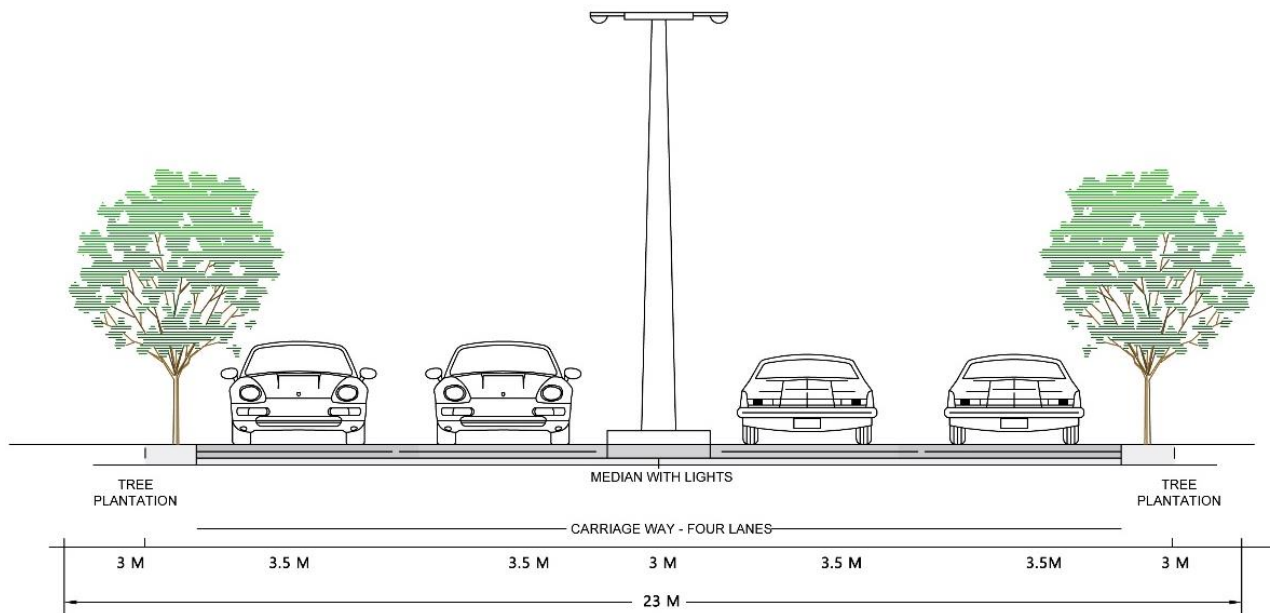 MEDIAN WITH LIGHTS
TREE
PLANTATION
TREE
PLANTATION
CARRIAGE WAY - FOUR LANES
3 M 3.5 M 3.5 M 3 M 3.5 M 3.5M 3 M
23 M